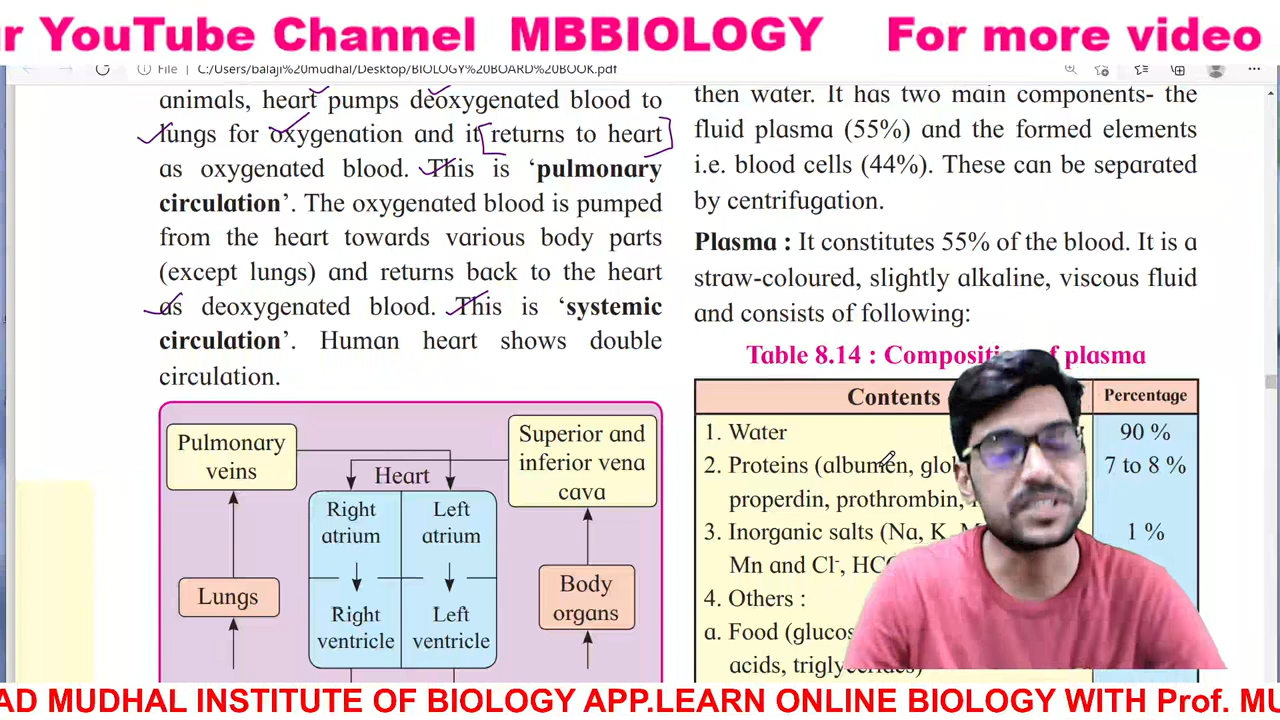 r YouTube Channel MBBIOLOGY For more video
File C:/Users/balaji%20mudhal/Desktop/BIOLOGY%20BOARD%20BOOK.pdf
animals, heart pumps deoxygenated blood to
lungs for oxygenation and it returns to heart
as oxygenated blood. This is ‘pulmonary
circulation’. The oxygenated blood is pumped
from the heart towards various body parts
(except lungs) and returns back to the heart
as deoxygenated blood. This is ‘systemic
circulation’. Human heart shows double
circulation.
Pulmonary
veins
Superior and
inferior vena
cava
Heart
Right
atrium
Left
atrium
Lungs
Body
organs
Right
ventricle
Left
ventricle
then water. It has two main components- the
fluid plasma (55%) and the formed elements
i.e. blood cells (44%). These can be separated
by centrifugation.
Plasma : It constitutes 55% of the blood. It is a
straw-coloured, slightly alkaline, viscous fluid
and consists of following:
Table 8.14 : Composition of plasma
Contents Percentage
1. Water 90 %
2. Proteins (albumen, glob 7 to 8 %
properdin, prothrombin,
3. Inorganic salts (Na, K, M 1 %
Mn and Cl-, HCO
4. Others :
a. Food (glucos
acids, triglycerides)
AD MUDHAL INSTITUTE OF BIOLOGY APP.LEARN ONLINE BIOLOGY WITH Prof. MU